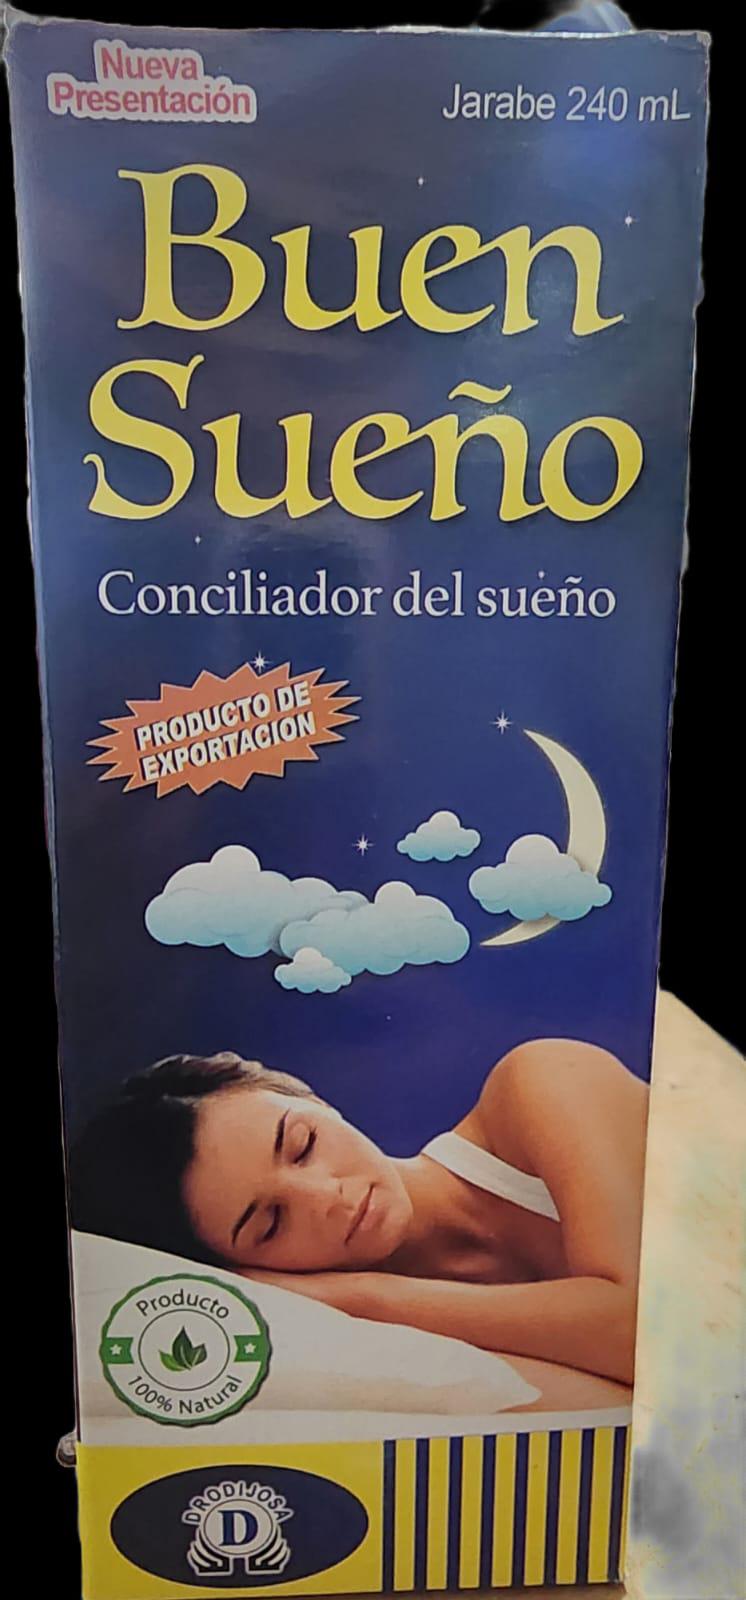 Nueva
Presentación
Jarabe 240 mL
Buen
Sueño
Conciliador del sueño
PRODUCTO DE
EXPORTACION
Producto
100% Natural
DRODIJOSA
D